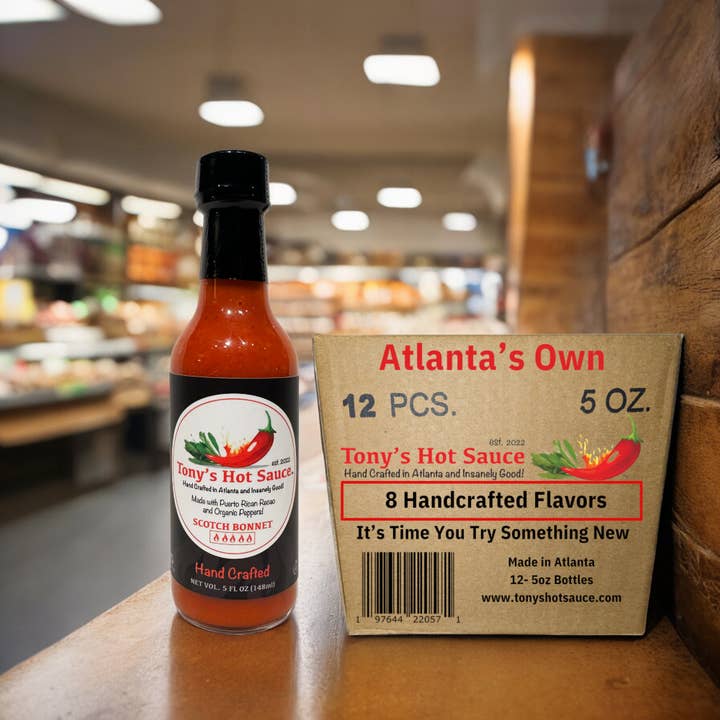 est. 2022
Tony's Hot Sauce.
Hand Crafted in Atlanta and Insanely Good!
Made with Puerto Rican Recao
and Organic Peppers!
SCOTCH BONNET
Hand Crafted
NET VOL. 5 FL OZ (148ml)
Atlanta's Own
12 PCS. 5 OZ.
est. 2022
Tony's Hot Sauce
Hand Crafted in Atlanta and Insanely Good!
8 Handcrafted Flavors
It's Time You Try Something New
Made in Atlanta
12- 5oz Bottles
www.tonyshotsauce.com
1 97644 22057 1